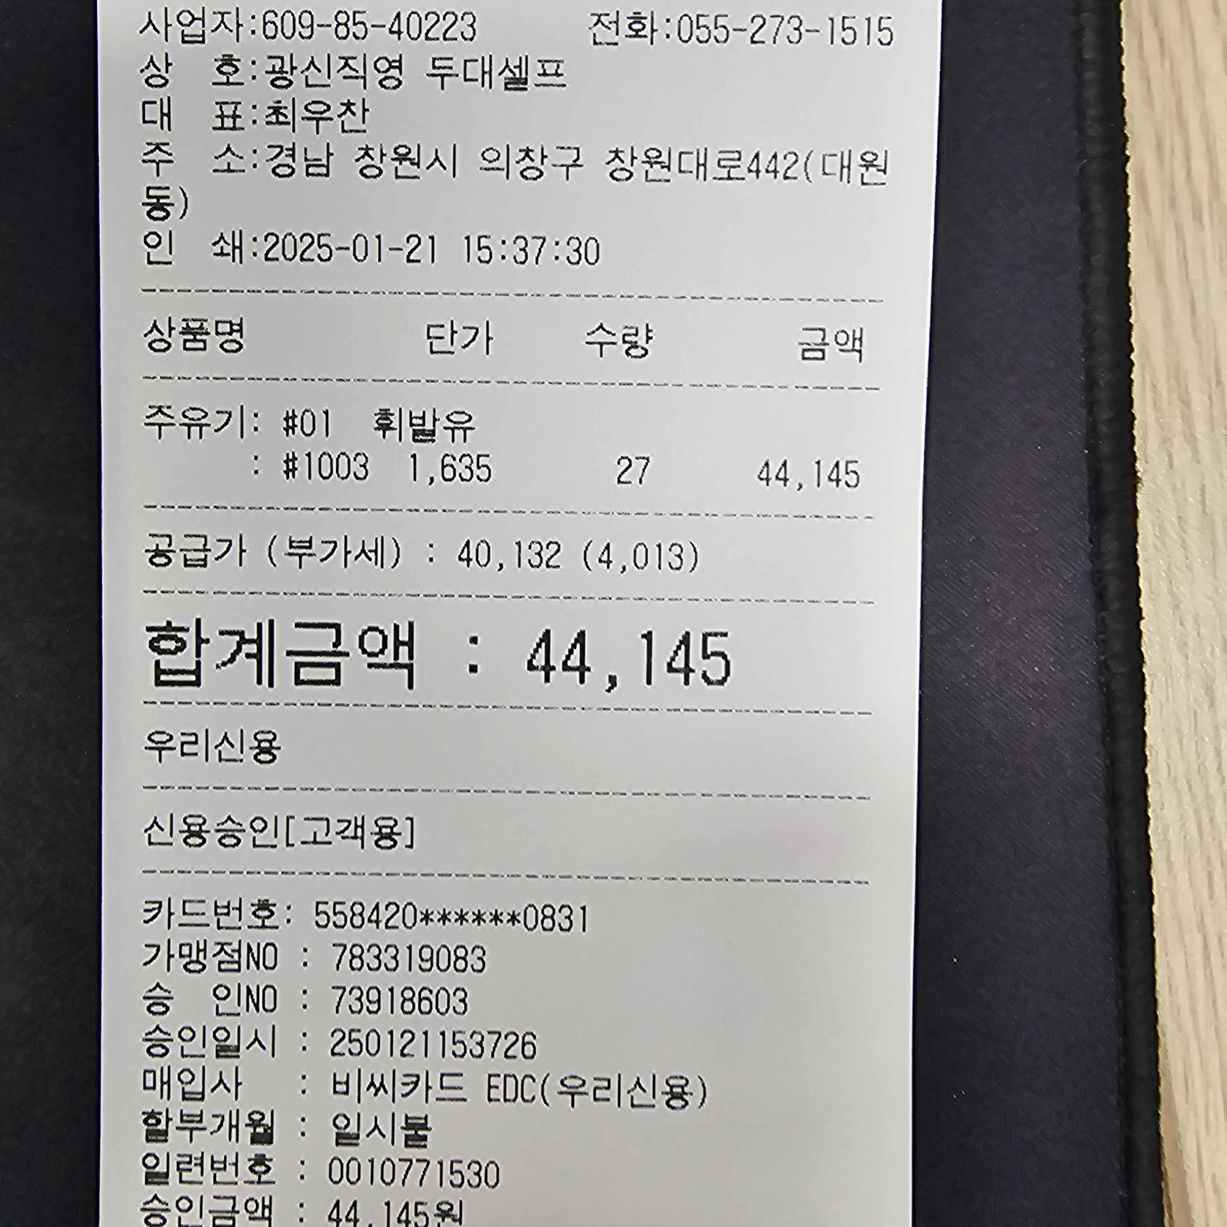 사업자:609-85-40223 전화:055-273-1515
상 호:광신직영 두대셀프
대 표:최우찬
주 소:경남 창원시 의창구 창원대로442(대원
동)
인 쇄:2025-01-21 15:37:30
상품명 단가 수량 금액
주유기: #01 휘발유
: #1003 1,635 27 44,145
공급가 (부가세) : 40,132 (4,013)
합계금액 : 44,145
우리신용
신용승인[고객용]
카드번호: 558420******0831
가맹점NO : 783319083
승 인NO : 73918603
승인일시 : 250121153726
매입사 : 비씨카드 EDC(우리신용)
할부개월 : 일시불
일련번호 : 0010771530
승인금액 : 44,145원